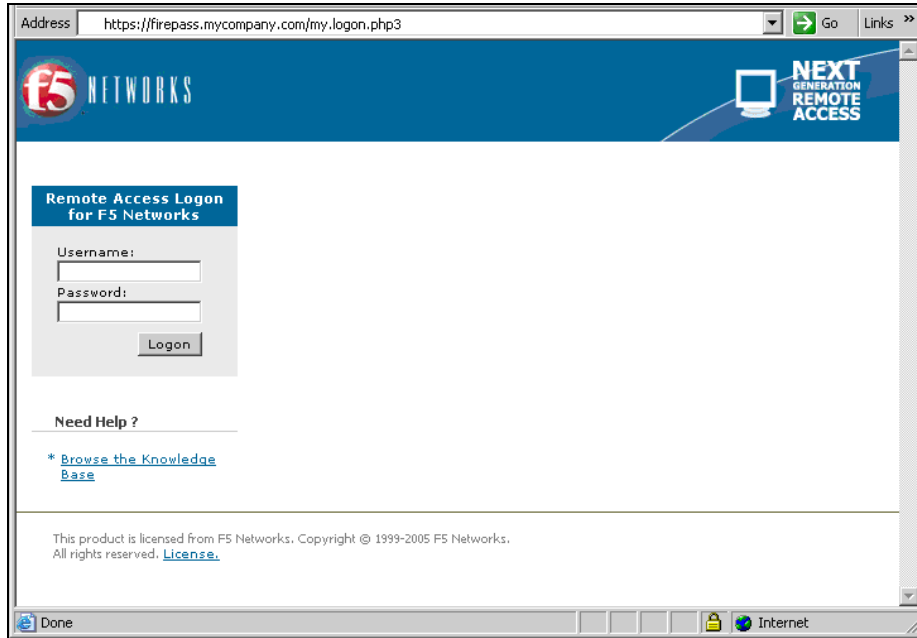 Address https://firepass.mycompany.com/my.logon.php3 Go Links »
f5 NETWORKS
NEXT
GENERATION
REMOTE
ACCESS
Remote Access Logon
for F5 Networks
Username:
Password:
Logon
Need Help ?
* Browse the Knowledge
Base
This product is licensed from F5 Networks. Copyright © 1999-2005 F5 Networks.
All rights reserved. License.
Done Internet